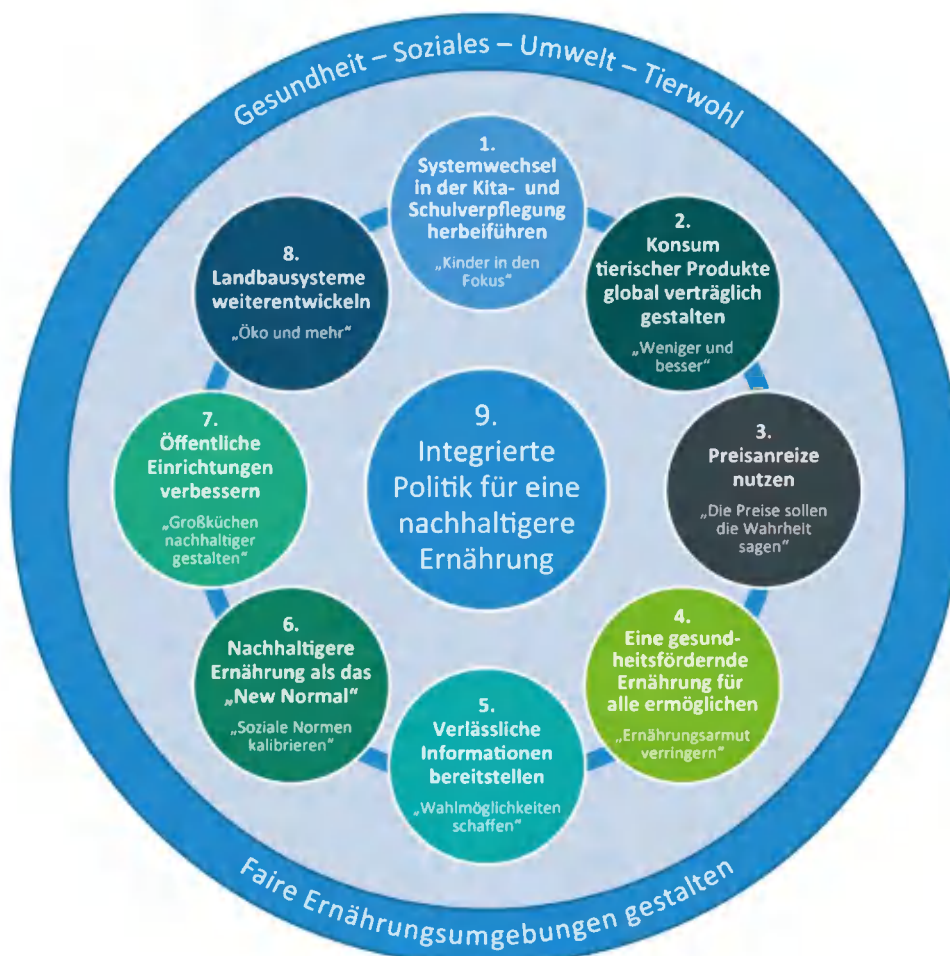 Gesundheit – Soziales – Umwelt – Tierwohl
1.
Systemwechsel
in der Kita- und
Schulverpflegung
herbeiführen
„Kinder in den
Fokus“
2.
Konsum
tierischer Produkte
global verträglich
gestalten
„Weniger und
besser“
3.
Preisanreize
nutzen
„Die Preise sollen
die Wahrheit
sagen“
4.
Eine gesund-
heitsfördernde
Ernährung für
alle ermöglichen
„Ernährungsarmut
verringern“
5.
Verlässliche
Informationen
bereitstellen
„Wahlmöglichkeiten
schaffen“
6.
Nachhaltigere
Ernährung als das
„New Normal“
„Soziale Normen
kalibrieren“
7.
Öffentliche
Einrichtungen
verbessern
„Großküchen
nachhaltiger
gestalten“
8.
Landbausysteme
weiterentwickeln
„Öko und mehr“
9.
Integrierte
Politik für eine
nachhaltigere
Ernährung
Faire Ernährungsumgebungen gestalten